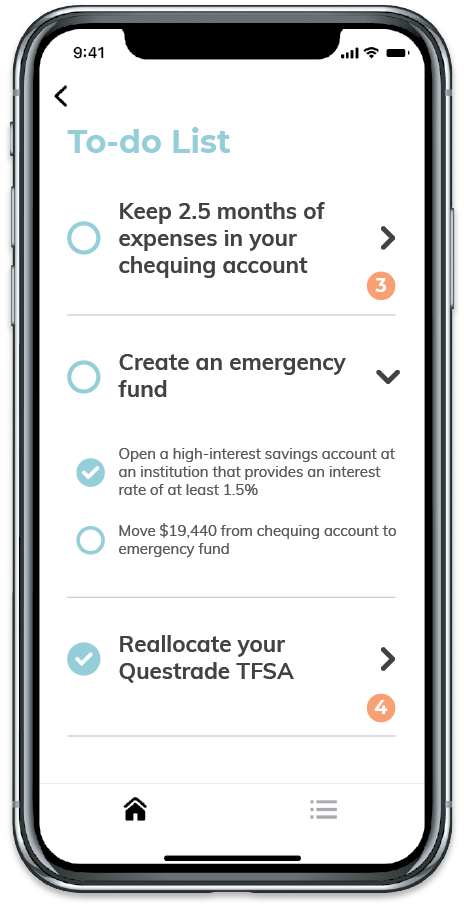 9:41
To-do List
Keep 2.5 months of
expenses in your
chequing account
3
Create an emergency
fund
Open a high-interest savings account at
an institution that provides an interest
rate of at least 1.5%
Move $19,440 from chequing account to
emergency fund
Reallocate your
Questrade TFSA
4